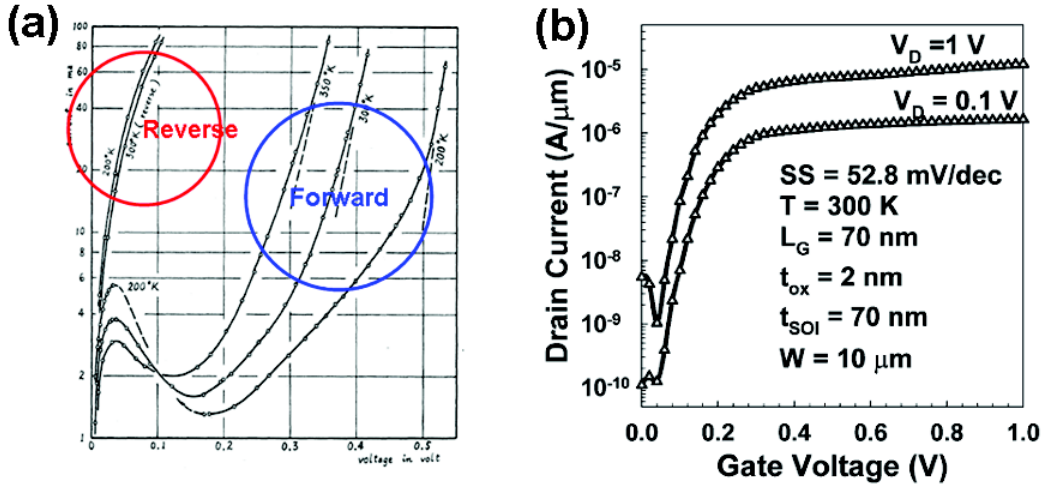 (a)
100
80
60
40
20
10
8
6
4
2
1
current in ma
200°K
300°K (reverse)
Reverse
350°K
300°K
200°K
Forward
200°K
0
0.1
0.2
0.3
0.4
0.5
voltage in volt
(b)
Drain Current (A/μm)
10⁻⁵
10⁻⁶
10⁻⁷
10⁻⁸
10⁻⁹
10⁻¹⁰
V_D =1 V
V_D = 0.1 V
SS = 52.8 mV/dec
T = 300 K
L_G = 70 nm
t_ox = 2 nm
t_SOI = 70 nm
W = 10 μm
0.0 0.2 0.4 0.6 0.8 1.0
Gate Voltage (V)